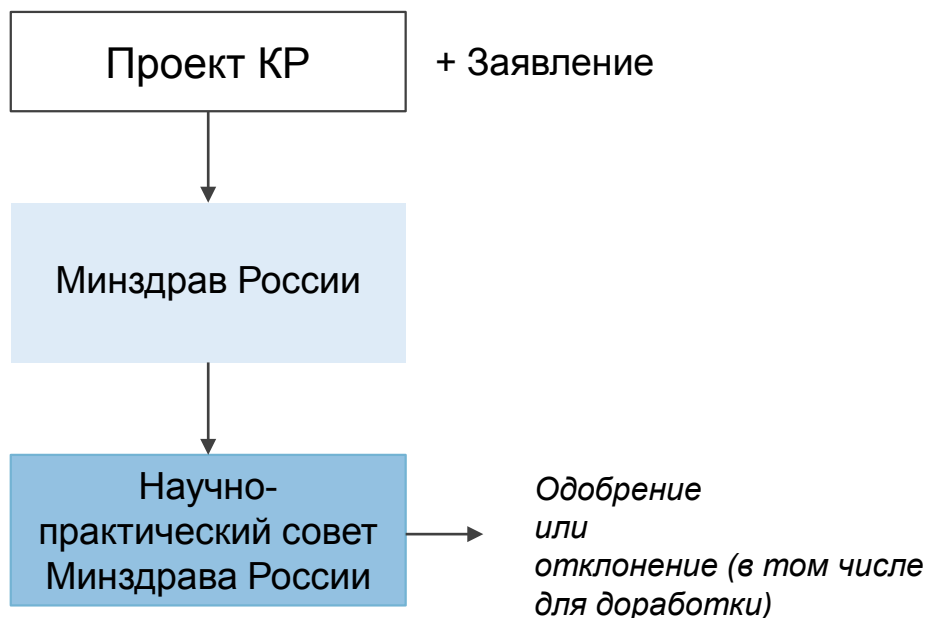 Проект КР
+ Заявление
Минздрав России
Научно-
практический совет
Минздрава России
Одобрение
или
отклонение (в том числе
для доработки)